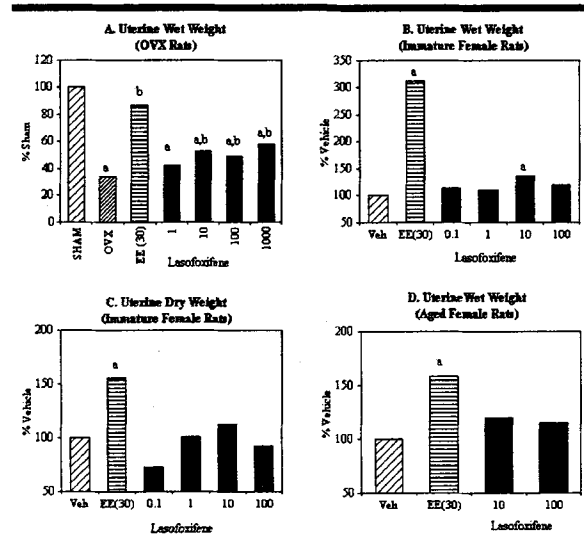 A. Uterine Wet Weight
(OVX Rats)
% Sham
120
100
80
60
40
20
0
a
b
a
a,b
a,b
a,b
SHAM
OVX
EE (30)
1
10
100
1000
Lasofoxifene
B. Uterine Wet Weight
(Immature Female Rats)
% Vehicle
350
300
250
200
150
100
50
a
a
Veh
EE(30)
0.1
1
10
100
Lasofoxifene
C. Uterine Dry Weight
(Immature Female Rats)
% Vehicle
200
150
100
50
a
Veh
EE(30)
0.1
1
10
100
Lasofoxifene
D. Uterine Wet Weight
(Aged Female Rats)
% Vehicle
200
150
100
50
a
Veh
EE(30)
10
100
Lasofoxifene